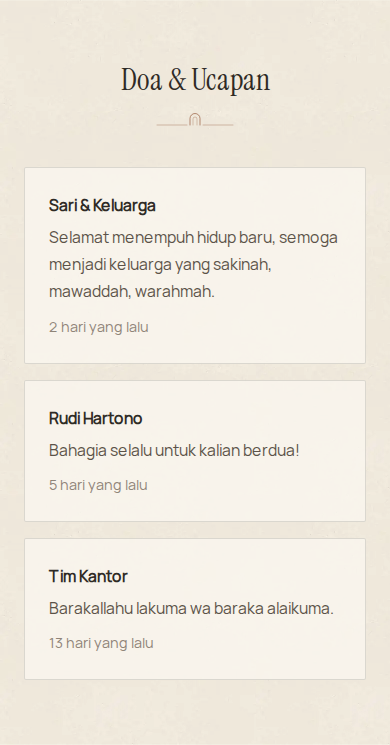 Doa & Ucapan
Sari & Keluarga
Selamat menempuh hidup baru, semoga
menjadi keluarga yang sakinah,
mawaddah, warahmah.
2 hari yang lalu
Rudi Hartono
Bahagia selalu untuk kalian berdua!
5 hari yang lalu
Tim Kantor
Barakallahu lakuma wa baraka alaikuma.
13 hari yang lalu